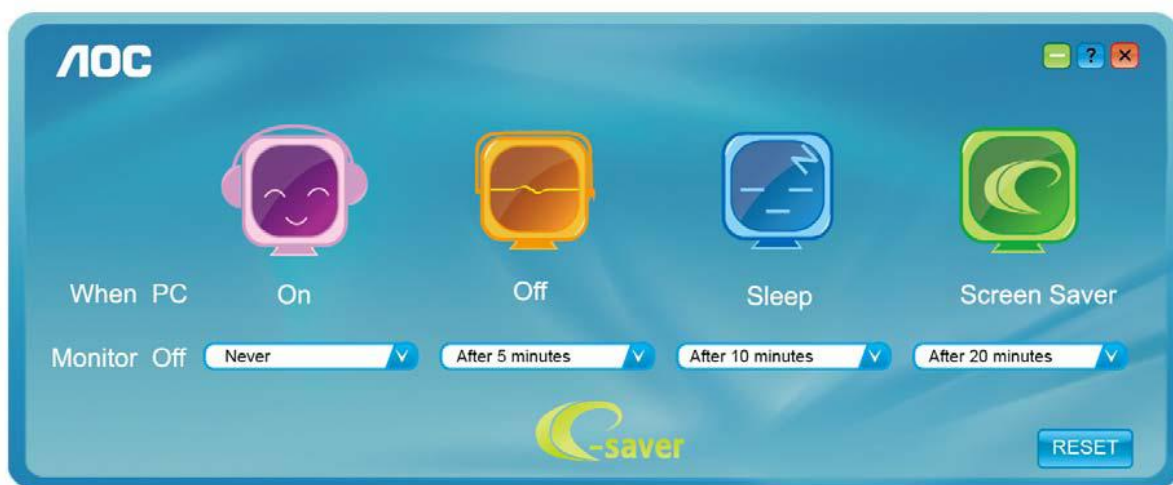 AOC
?
When PC On Off Sleep Screen Saver
Monitor Off Never After 5 minutes After 10 minutes After 20 minutes
e-saver
RESET